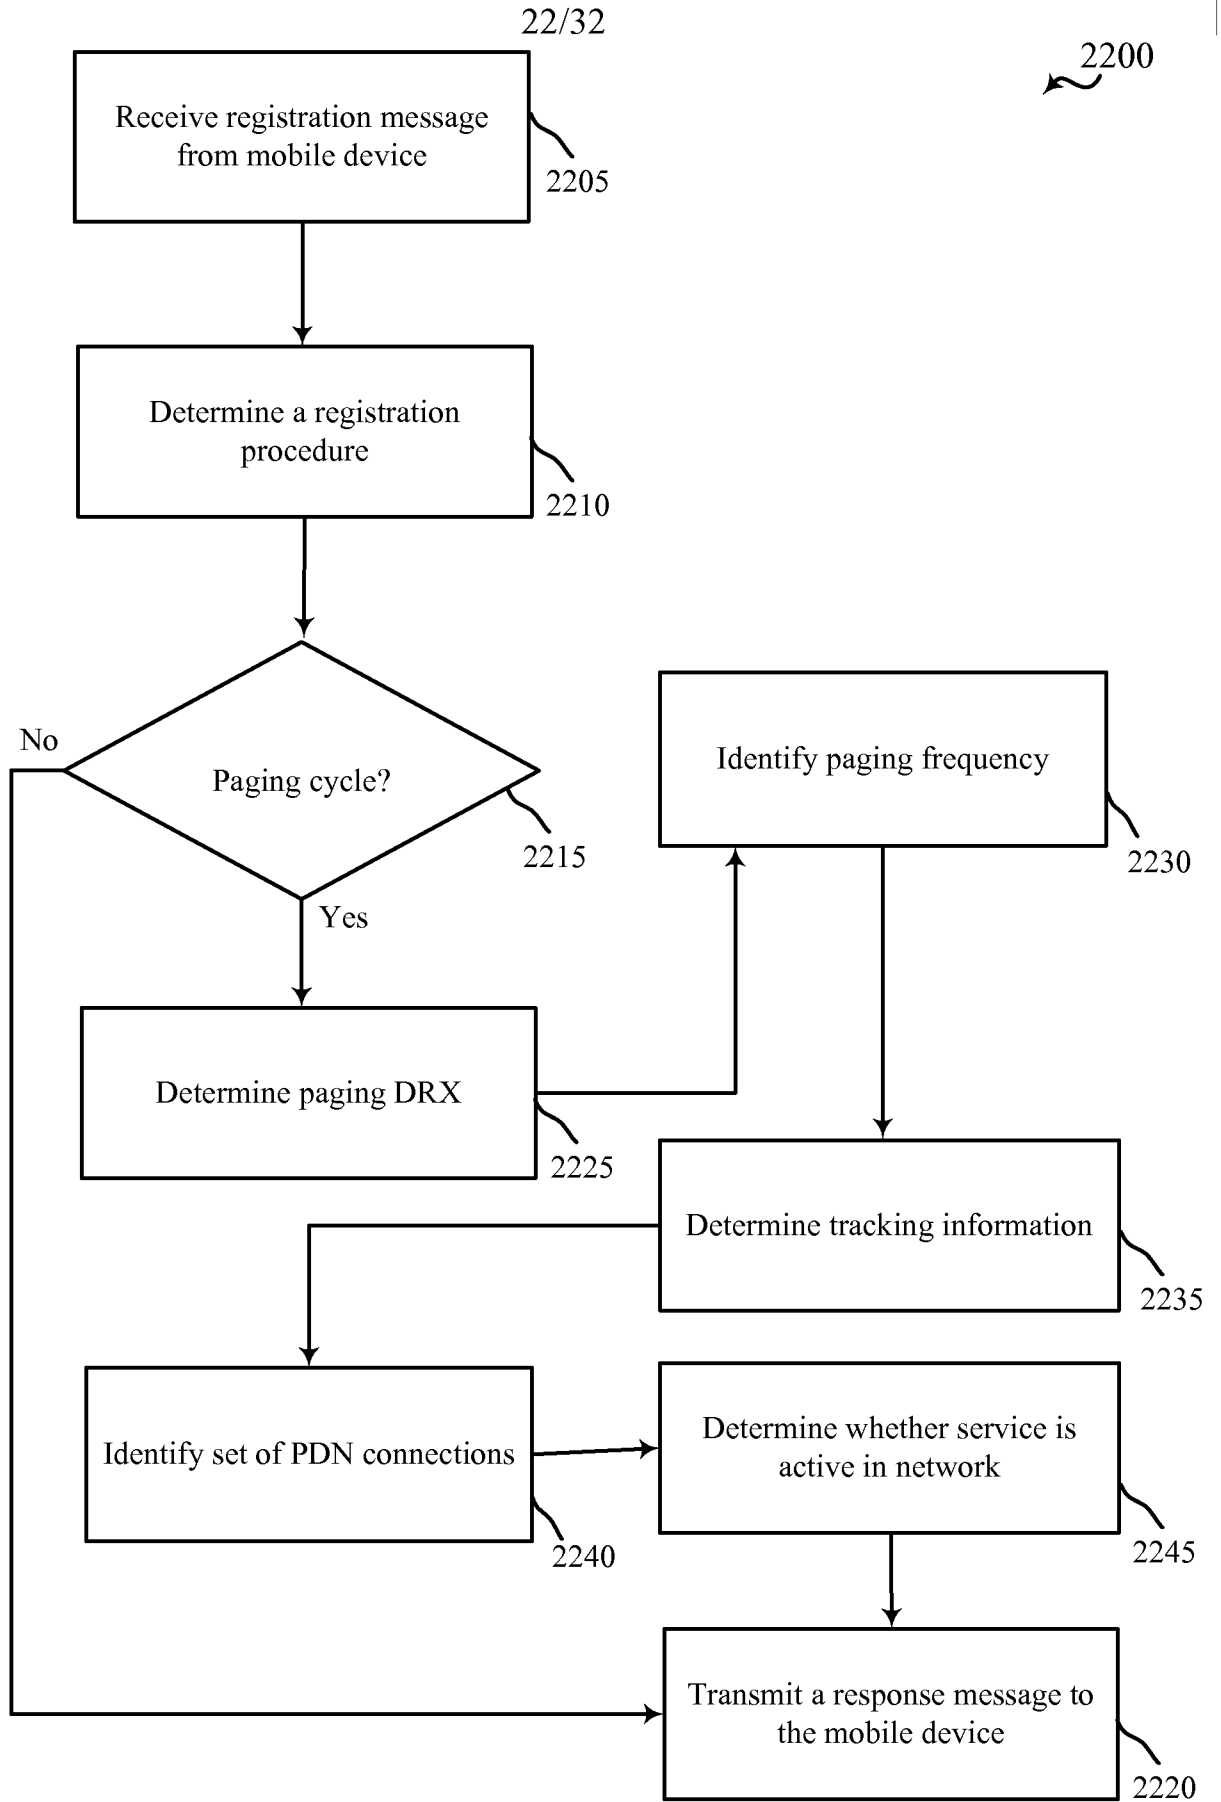 22/32
2200
Receive registration message
from mobile device
2205
Determine a registration
procedure
2210
No
Paging cycle?
2215
Yes
Identify paging frequency
2230
Determine paging DRX
2225
Determine tracking information
2235
Identify set of PDN connections
2240
Determine whether service is
active in network
2245
Transmit a response message to
the mobile device
2220